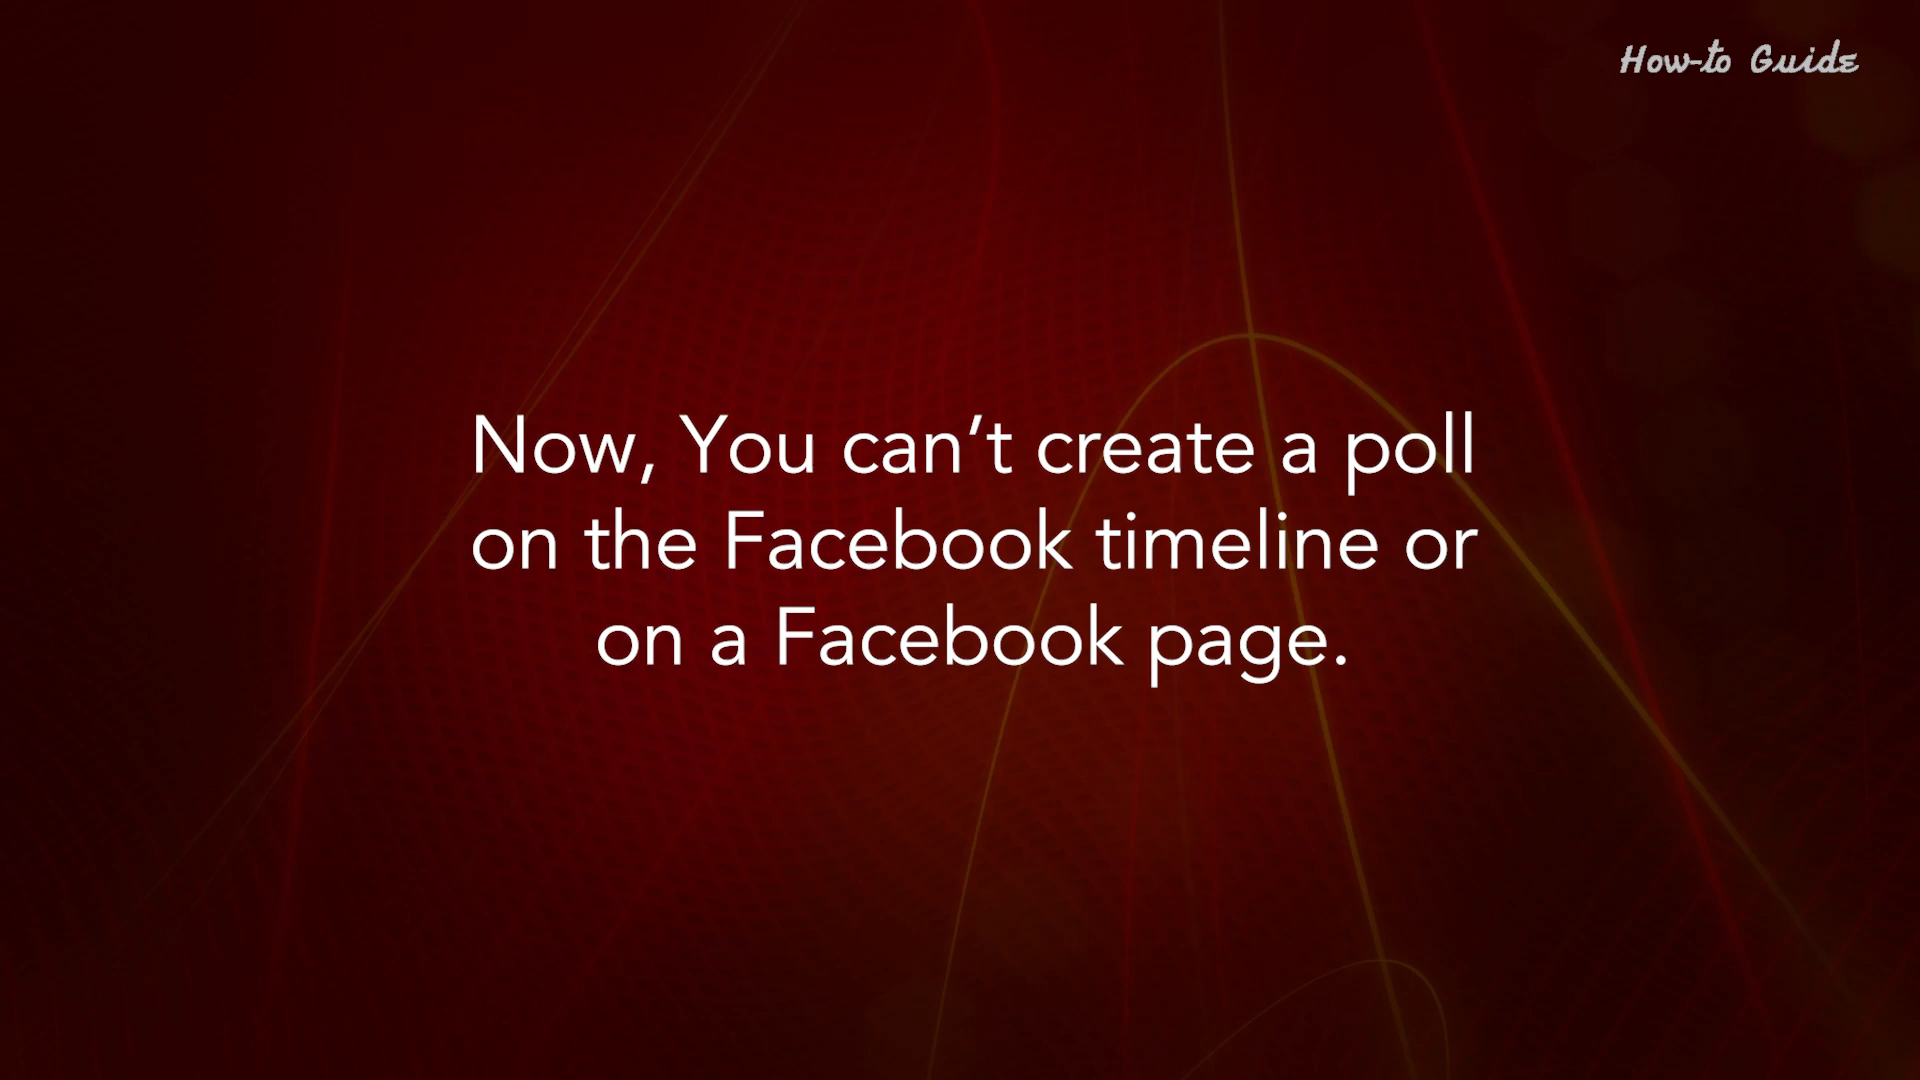 How-to Guide
Now, You can’t create a poll
on the Facebook timeline or
on a Facebook page.